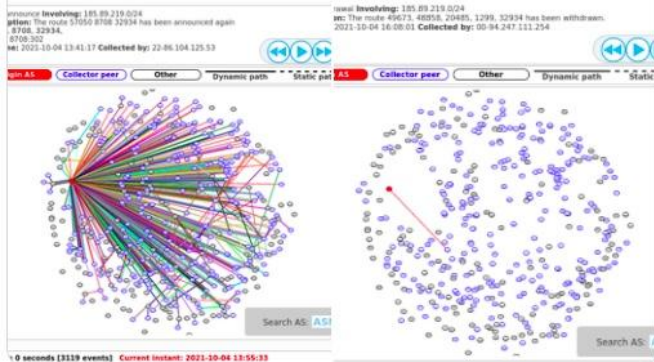 nnounce Involving: 185.89.219.0/24
ption: The route 57050 8708 32934 has been announced again
, 8708, 32934,
8708:302
ne: 2021-10-04 13:41:17 Collected by: 22-86.104.125.53
igin AS
Collector peer
Other
Dynamic path
Static pat
Search AS: AS
0 seconds [3119 events] Current instant: 2021-10-04 13:55:33
rawal Involving: 185.89.219.0/24
on: The route 49673, 48858, 20485, 1299, 32934 has been withdrawn.
2021-10-04 16:08:01 Collected by: 00-94.247.111.254
AS
Collector peer
Other
Dynamic path
Static
Search AS: